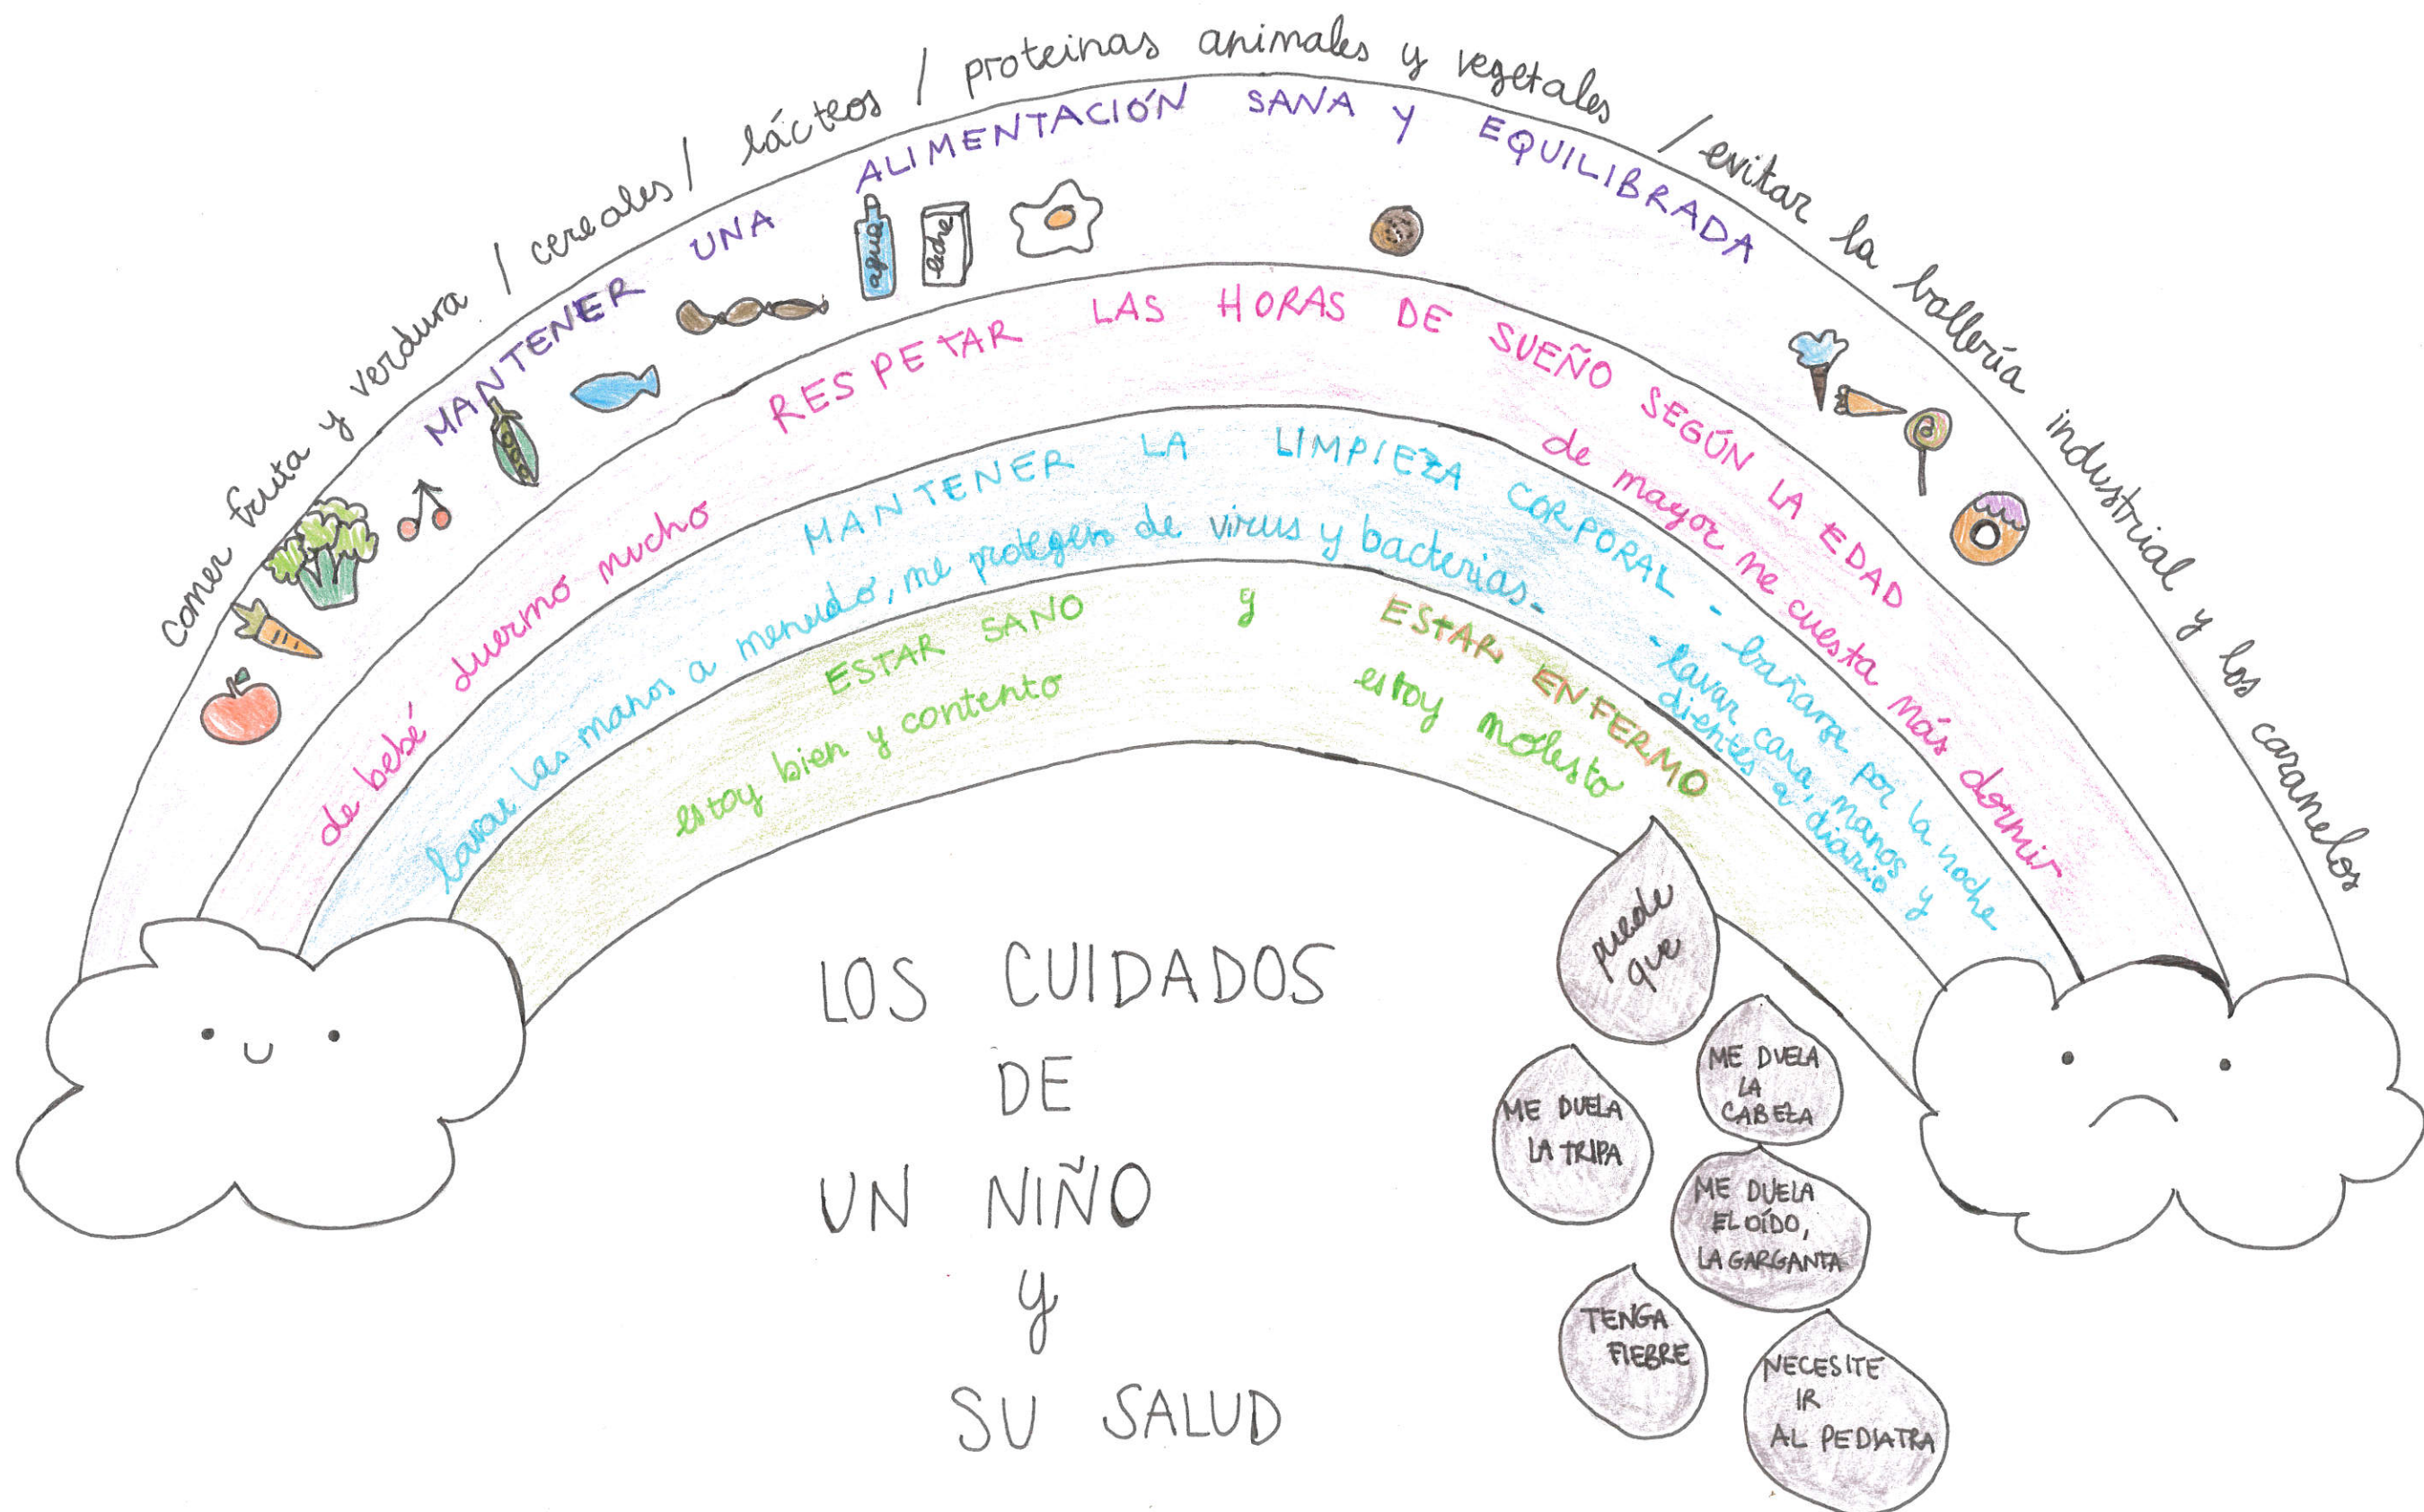 comer fruta y verdura / cereales / lácteos / proteinas animales y vegetales / evitar la bollería industrial y los caramelos
MANTENER UNA ALIMENTACIÓN SANA Y EQUILIBRADA
agua
leche
RESPETAR LAS HORAS DE SUEÑO SEGÚN LA EDAD
de bebé duermo mucho
de mayor me cuesta más dormir
MANTENER LA LIMPIEZA CORPORAL
lavar las manos a menudo, me protegen de virus y bacterias.
- bañarse por la noche
- lavar cara, manos y
dientes a
diario
ESTAR SANO y ESTAR ENFERMO
estoy bien y contento
estoy molesto
LOS CUIDADOS
DE
UN NIÑO
y
SU SALUD
puede
que
ME DUELA
LA
CABEZA
ME DUELA
LA TRIPA
ME DUELA
EL OÍDO,
LA GARGANTA
TENGA
FIEBRE
NECESITE
IR
AL PEDIATRA